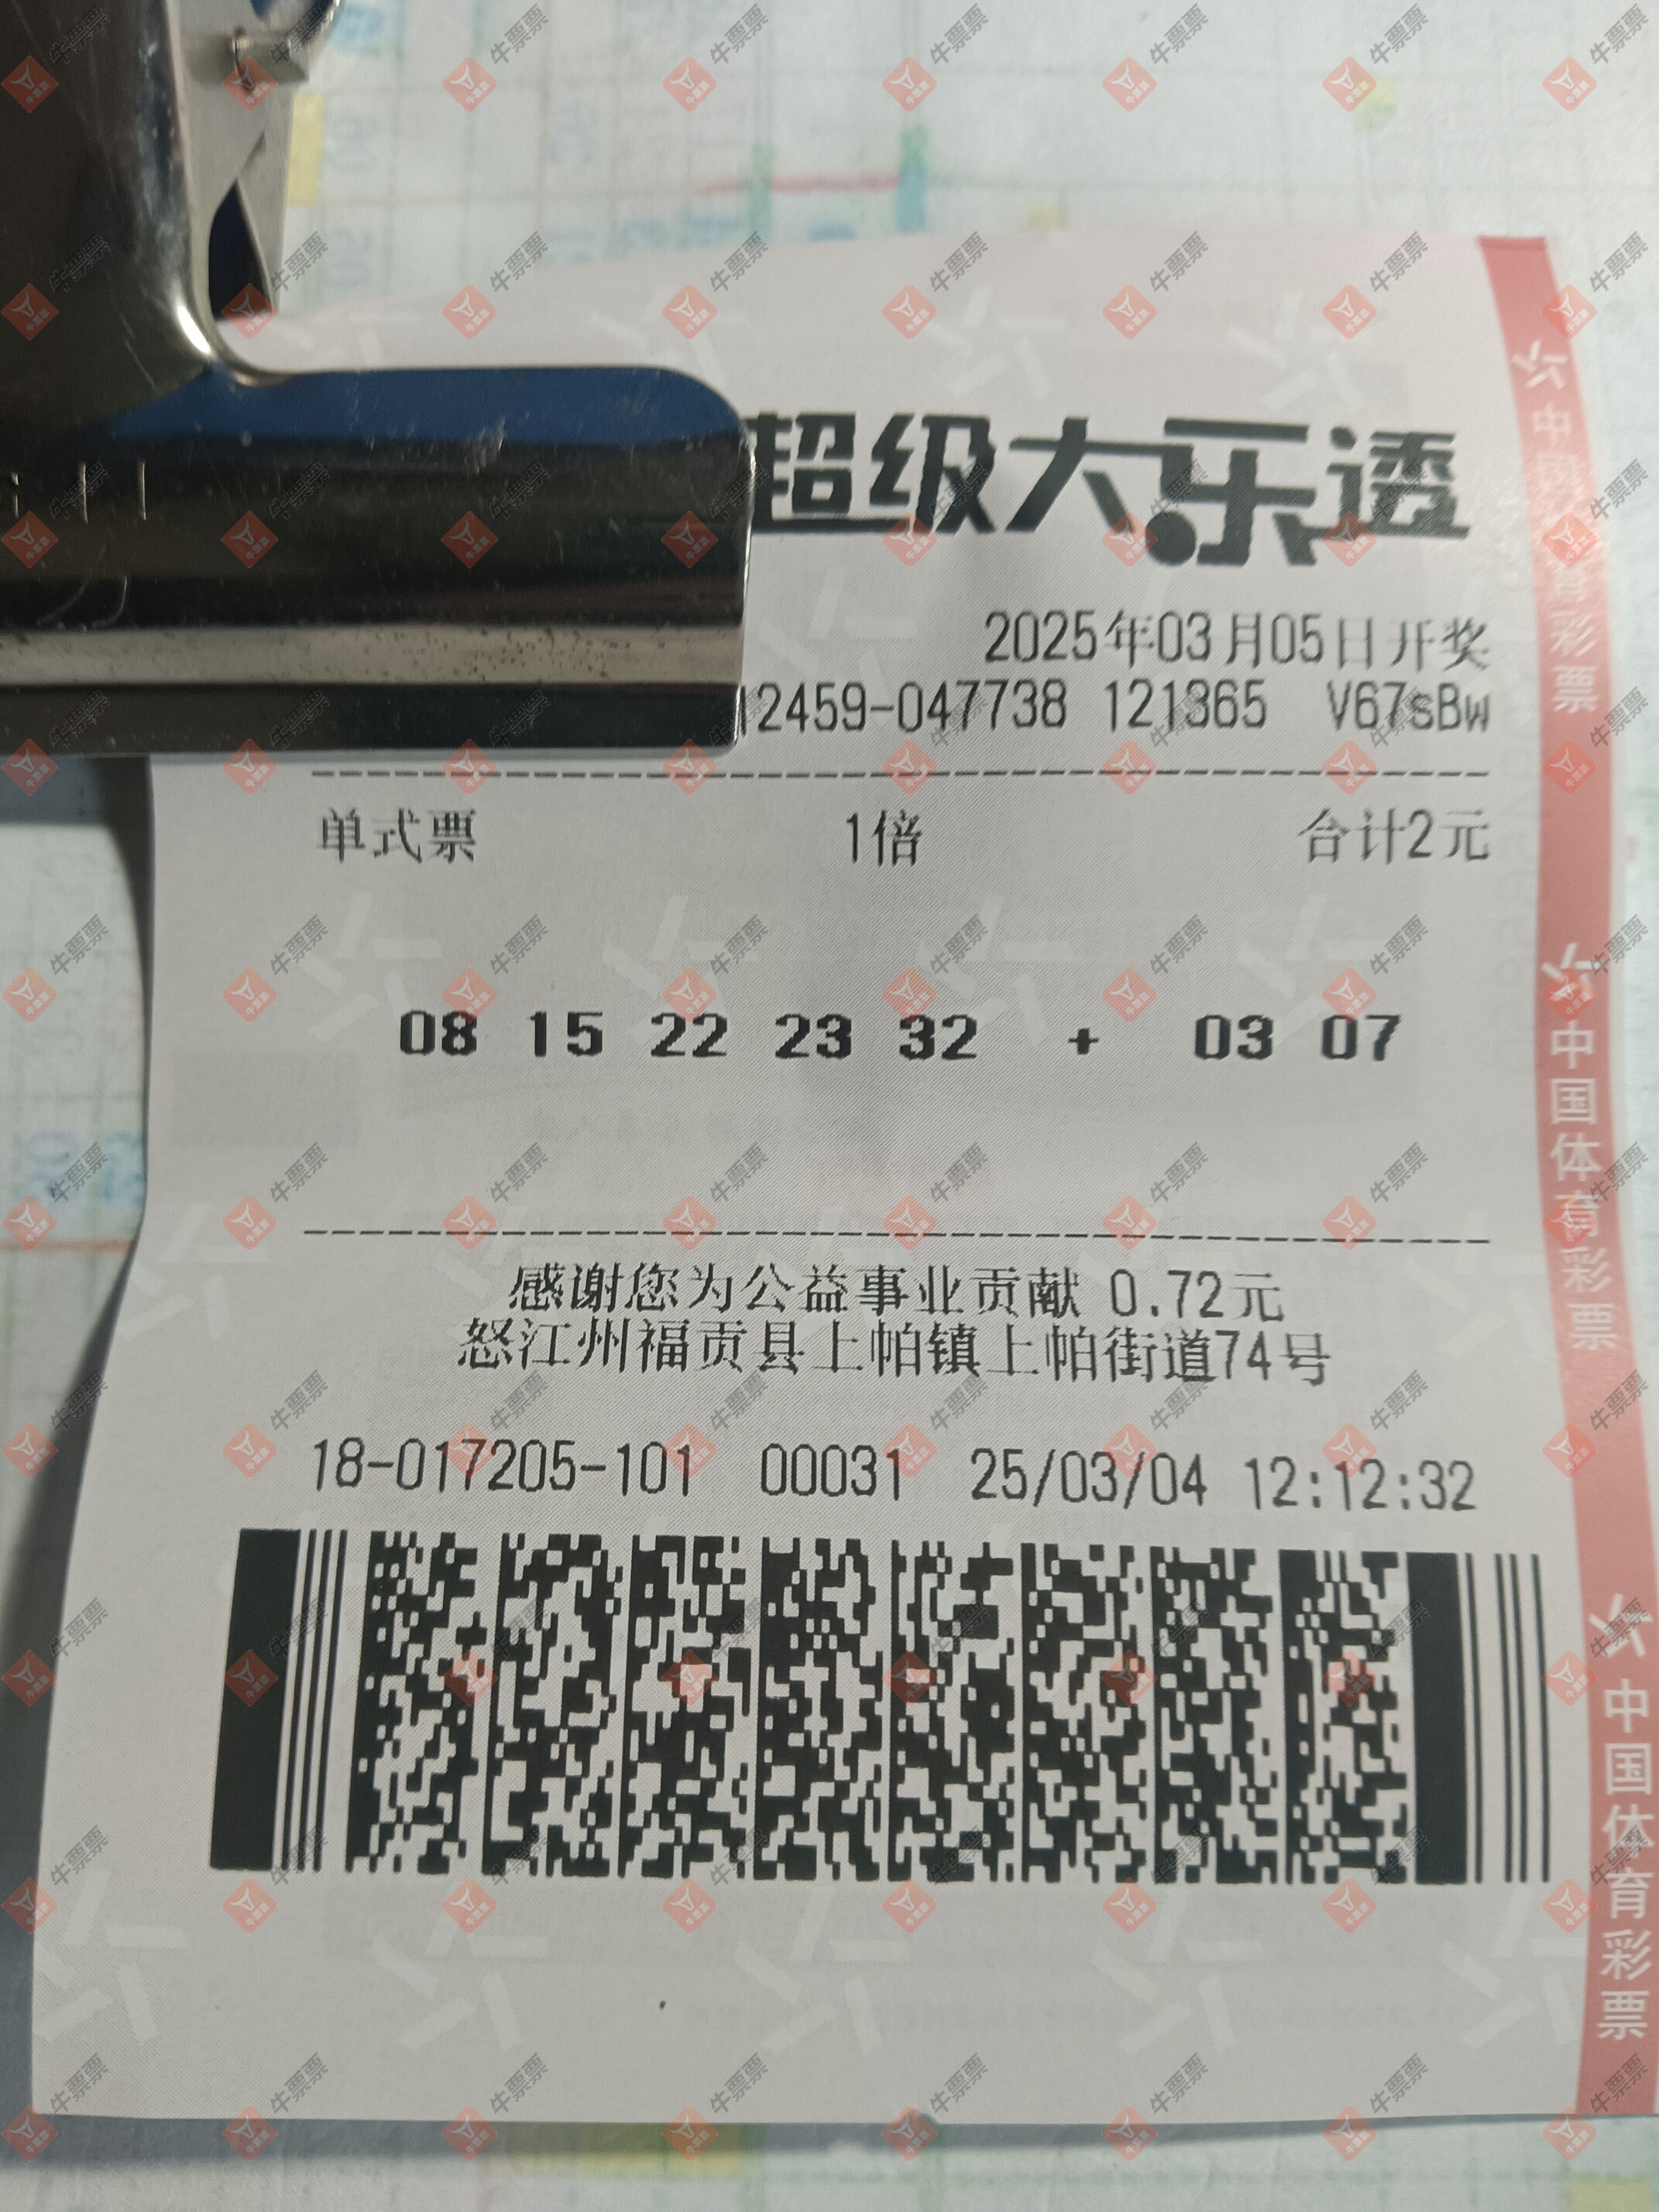 超级大乐透
2025年03月05日开奖
12459-047738 121365 V67sBw
单式票 1倍 合计2元
08 15 22 23 32 + 03 07
感谢您为公益事业贡献 0.72元
怒江州福贡县上帕镇上帕街道74号
18-017205-101 00031 25/03/04 12:12:32
中国体育彩票
中国体育彩票
中国体育彩票
牛票票